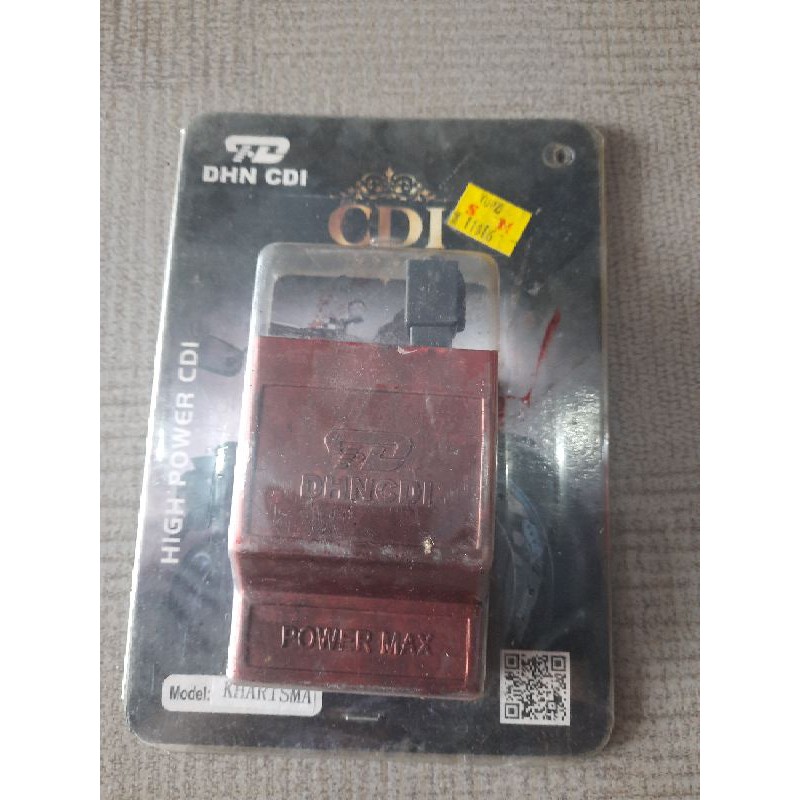 DHN CDI
CDI
S M
HIGH POWER CDI
DHNCDI
POWER MAX
Model: KHARISMA